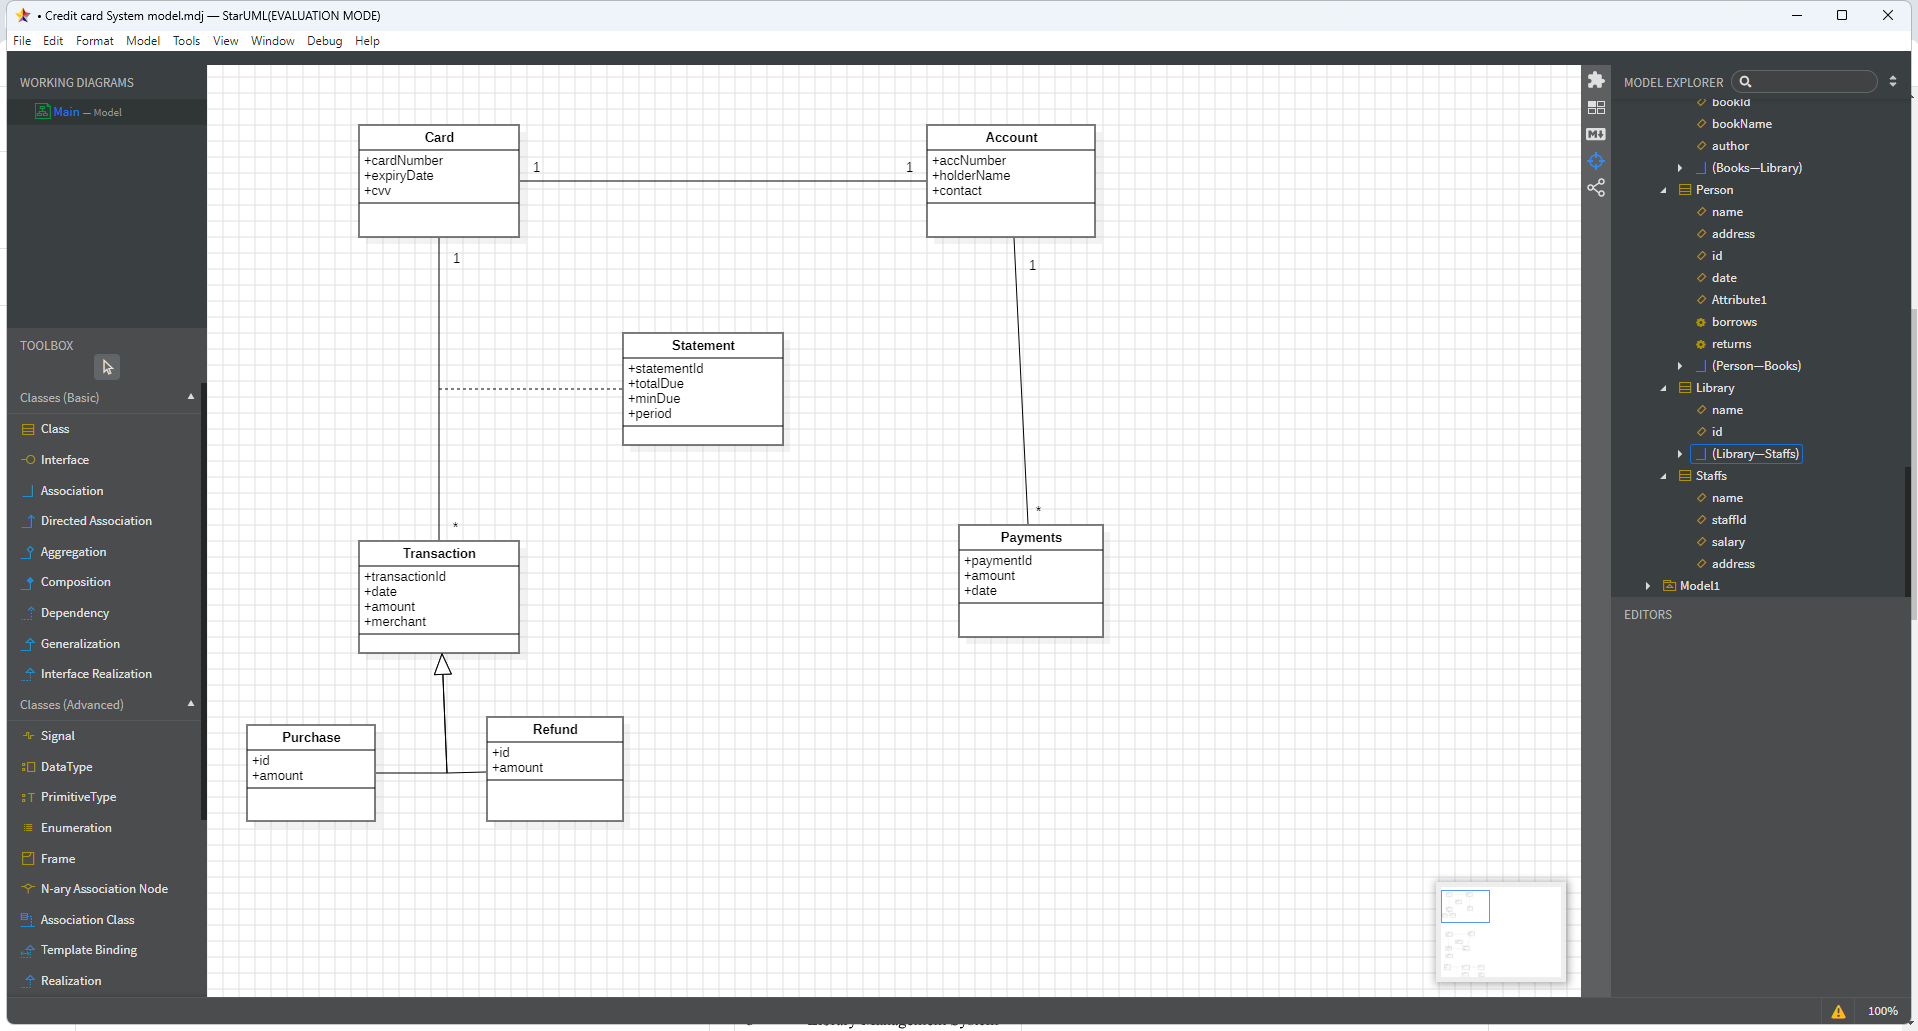 • Credit card System model.mdj — StarUML(EVALUATION MODE)
File Edit Format Model Tools View Window Debug Help
WORKING DIAGRAMS
Main — Model
TOOLBOX
Classes (Basic)
Class
Interface
Association
Directed Association
Aggregation
Composition
Dependency
Generalization
Interface Realization
Classes (Advanced)
Signal
DataType
PrimitiveType
Enumeration
Frame
N-ary Association Node
Association Class
Template Binding
Realization
Card
+cardNumber
+expiryDate
+cvv
1
1
Account
+accNumber
+holderName
+contact
1
1
Statement
+statementId
+totalDue
+minDue
+period
*
*
Transaction
+transactionId
+date
+amount
+merchant
Payments
+paymentId
+amount
+date
Purchase
+id
+amount
Refund
+id
+amount
MODEL EXPLORER
bookId
bookName
author
(Books—Library)
Person
name
address
id
date
Attribute1
borrows
returns
(Person—Books)
Library
name
id
(Library—Staffs)
Staffs
name
staffId
salary
address
Model1
EDITORS
100%
Library Management System